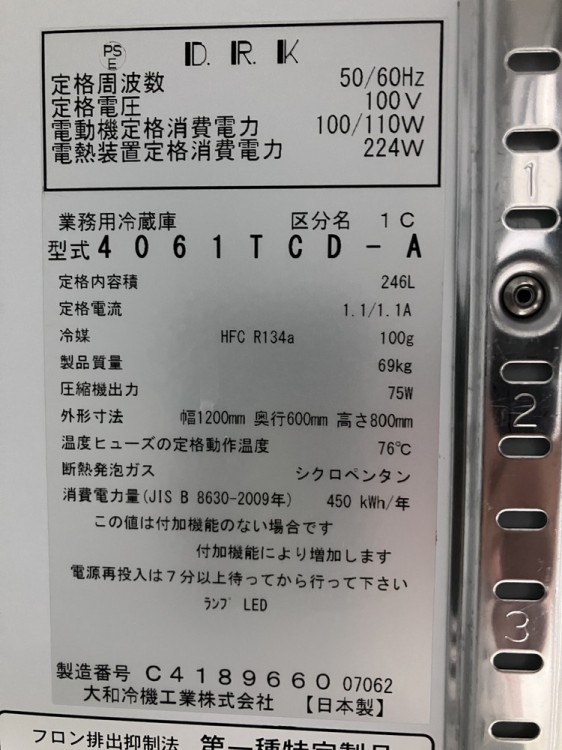 PS
E
D.R.K
定格周波数 50/60Hz
定格電圧 100V
電動機定格消費電力 100/110W
電熱装置定格消費電力 224W
業務用冷蔵庫 区分名 1C
型式 4061TCD-A
定格内容積 246L
定格電流 1.1/1.1A
冷媒 HFC R134a 100g
製品質量 69kg
圧縮機出力 75W
外形寸法 幅1200mm 奥行600mm 高さ800mm
温度ヒューズの定格動作温度 76℃
断熱発泡ガス シクロペンタン
消費電力量(JIS B 8630-2009年) 450 kWh/年
この値は付加機能のない場合です
付加機能により増加します
電源再投入は7分以上待ってから行って下さい
ﾗﾝﾌﾟ LED
製造番号 C4189660 07062
大和冷機工業株式会社 【日本製】
フロン排出抑制法 第一種特定製品
1
2
3